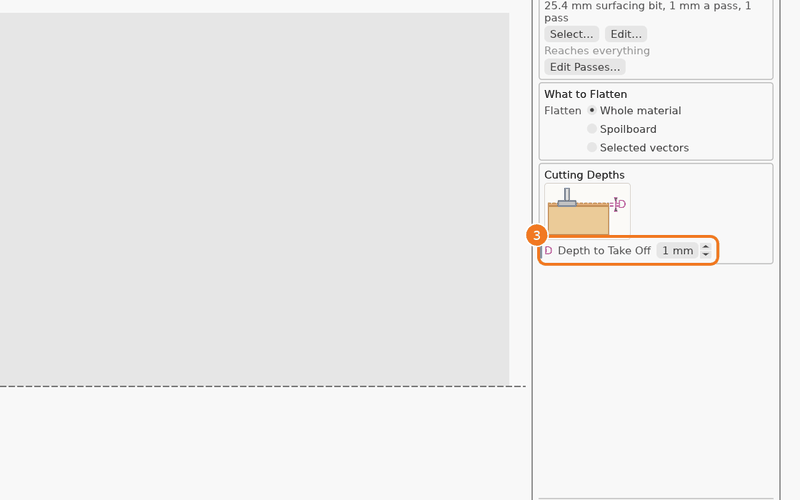 25.4 mm surfacing bit, 1 mm a pass, 1
pass
Select... Edit...
Reaches everything
Edit Passes...
What to Flatten
Flatten Whole material
Spoilboard
Selected vectors
Cutting Depths
D
3
D Depth to Take Off 1 mm